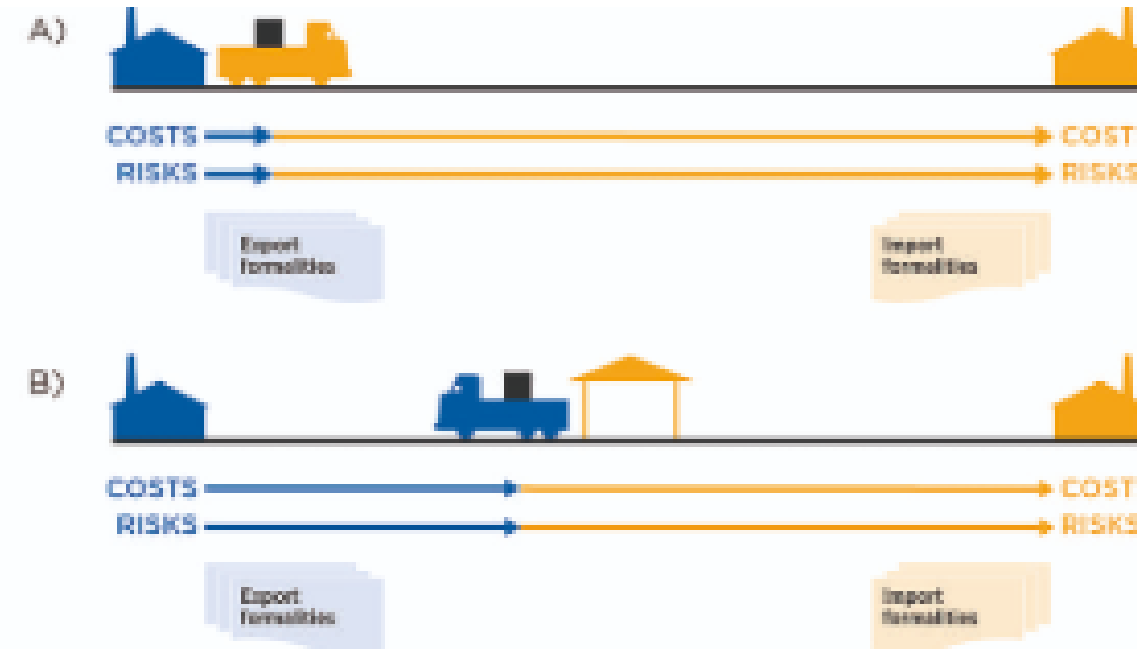 A)
COSTS COST
RISKS RISKS
Export
formalities
Import
formalities
B)
COSTS COST
RISKS RISKS
Export
formalities
Import
formalities